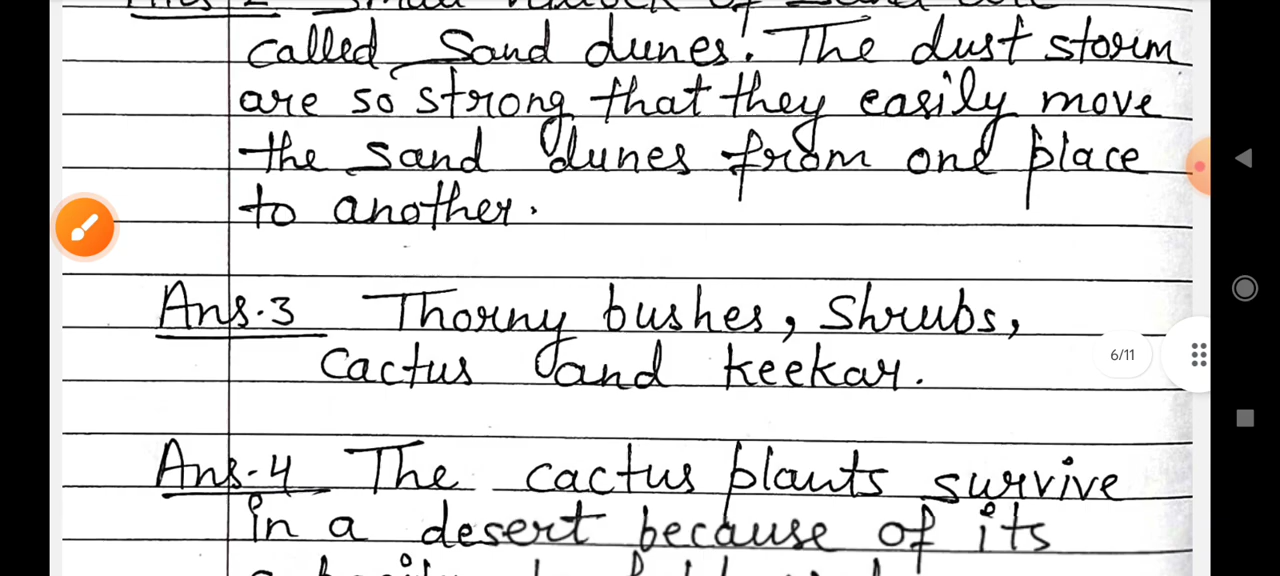 called Sand dunes. The dust storm
are so strong that they easily move
the sand dunes from one place
to another.
Ans.3 Thorny bushes, Shrubs,
cactus and keekar.
6/11
Ans.4 The cactus plants survive
in a desert because of its